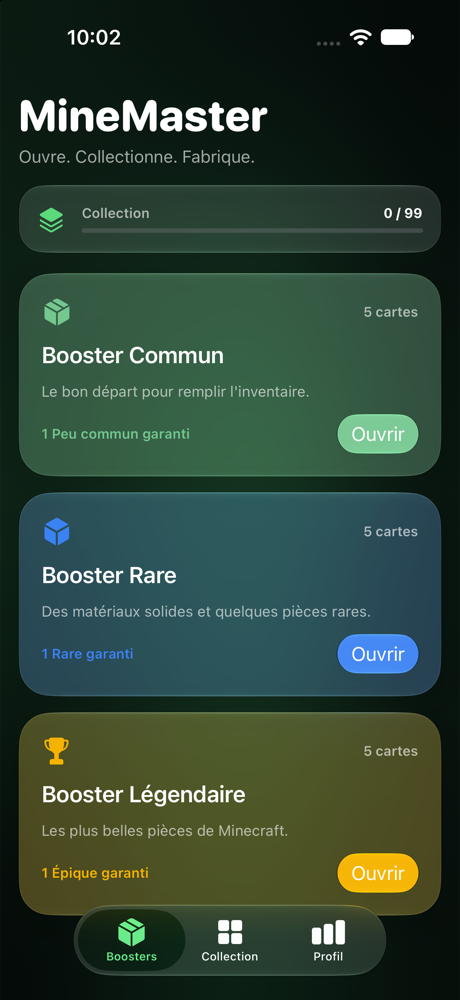 10:02
MineMaster
Ouvre. Collectionne. Fabrique.
Collection 0 / 99
5 cartes
Booster Commun
Le bon départ pour remplir l'inventaire.
1 Peu commun garanti Ouvrir
5 cartes
Booster Rare
Des matériaux solides et quelques pièces rares.
1 Rare garanti Ouvrir
5 cartes
Booster Légendaire
Les plus belles pièces de Minecraft.
1 Épique garanti Ouvrir
Boosters Collection Profil